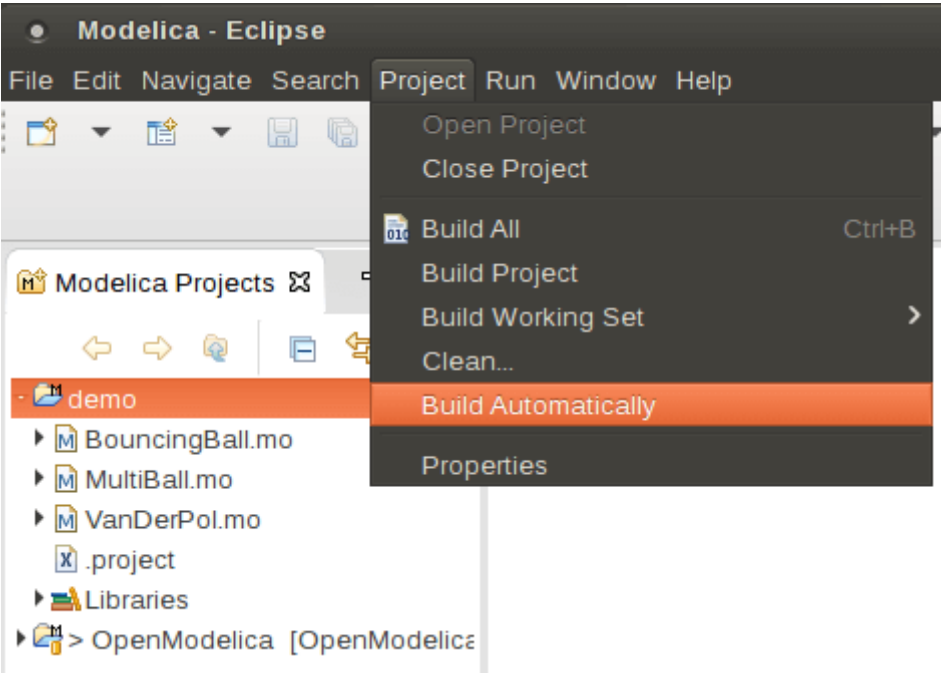 Modelica - Eclipse
File Edit Navigate Search Project Run Window Help
Open Project
Close Project
010
Build All Ctrl+B
Build Project
Build Working Set
Clean...
Build Automatically
Properties
Modelica Projects
demo
BouncingBall.mo
MultiBall.mo
VanDerPol.mo
.project
Libraries
> OpenModelica [OpenModelica